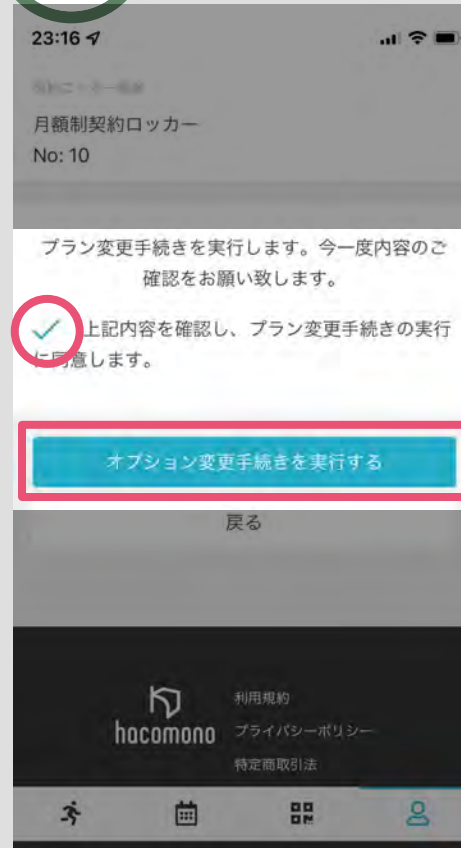 23:16
月額制契約ロッカー
No: 10
プラン変更手続きを実行します。今一度内容のご
確認をお願い致します。
上記内容を確認し、プラン変更手続きの実行
に同意します。
オプション変更手続きを実行する
戻る
hacomono
利用規約
プライバシーポリシー
特定商取引法